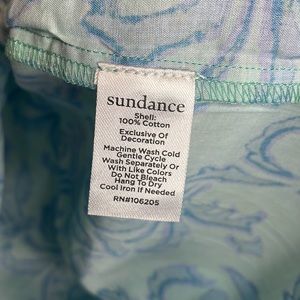 sundance
Shell:
100% Cotton
Exclusive Of
Decoration
Machine Wash Cold
Gentle Cycle
Wash Separately Or
With Like Colors
Do Not Bleach
Hang To Dry
Cool Iron If Needed
RN#106205